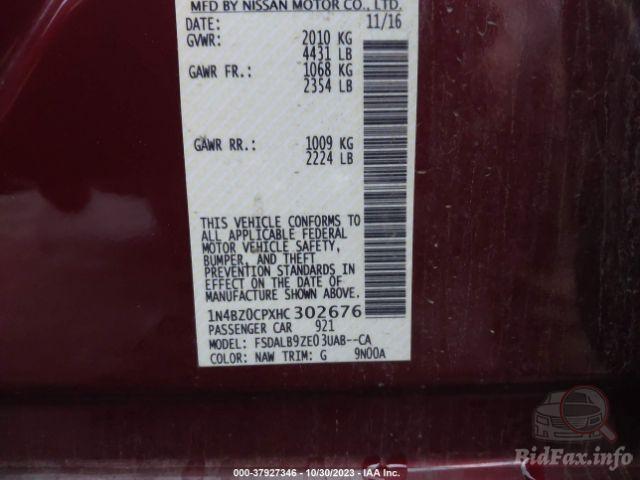 MFD BY NISSAN MOTOR CO., LTD.
DATE: 11/16
GVWR: 2010 KG
4431 LB
GAWR FR.: 1068 KG
2354 LB
GAWR RR.: 1009 KG
2224 LB
THIS VEHICLE CONFORMS TO
ALL APPLICABLE FEDERAL
MOTOR VEHICLE SAFETY,
BUMPER, AND THEFT
PREVENTION STANDARDS IN
EFFECT ON THE DATE OF
MANUFACTURE SHOWN ABOVE.
1N4BZ0CPXHC302676
PASSENGER CAR 921
MODEL: FSDALB9ZE03UAB--CA
COLOR: NAW TRIM: G 9N00A
000-37927346 - 10/30/2023 - IAA Inc.
BidFax.info